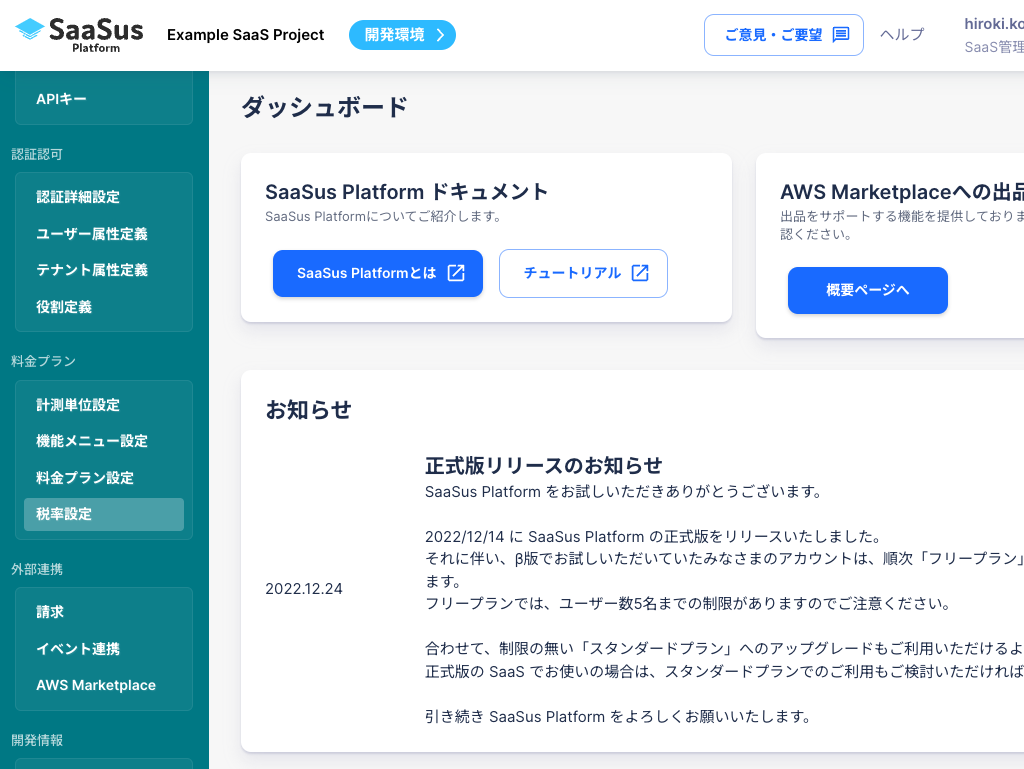 SaaSus
Platform
Example SaaS Project
開発環境
ご意見・ご要望
ヘルプ
hiroki.ko
SaaS管理
APIキー
認証認可
認証詳細設定
ユーザー属性定義
テナント属性定義
役割定義
料金プラン
計測単位設定
機能メニュー設定
料金プラン設定
税率設定
外部連携
請求
イベント連携
AWS Marketplace
開発情報
ダッシュボード
SaaSus Platform ドキュメント
SaaSus Platformについてご紹介します。
SaaSus Platformとは
チュートリアル
AWS Marketplaceへの出品
出品をサポートする機能を提供しておりま
認ください。
概要ページへ
お知らせ
2022.12.24
正式版リリースのお知らせ
SaaSus Platform をお試しいただきありがとうございます。
2022/12/14 に SaaSus Platform の正式版をリリースいたしました。
それに伴い、β版でお試しいただいていたみなさまのアカウントは、順次「フリープラン」
ます。
フリープランでは、ユーザー数5名までの制限がありますのでご注意ください。
合わせて、制限の無い「スタンダードプラン」へのアップグレードもご利用いただけるよ
正式版の SaaS でお使いの場合は、スタンダードプランでのご利用もご検討いただければ
引き続き SaaSus Platform をよろしくお願いいたします。